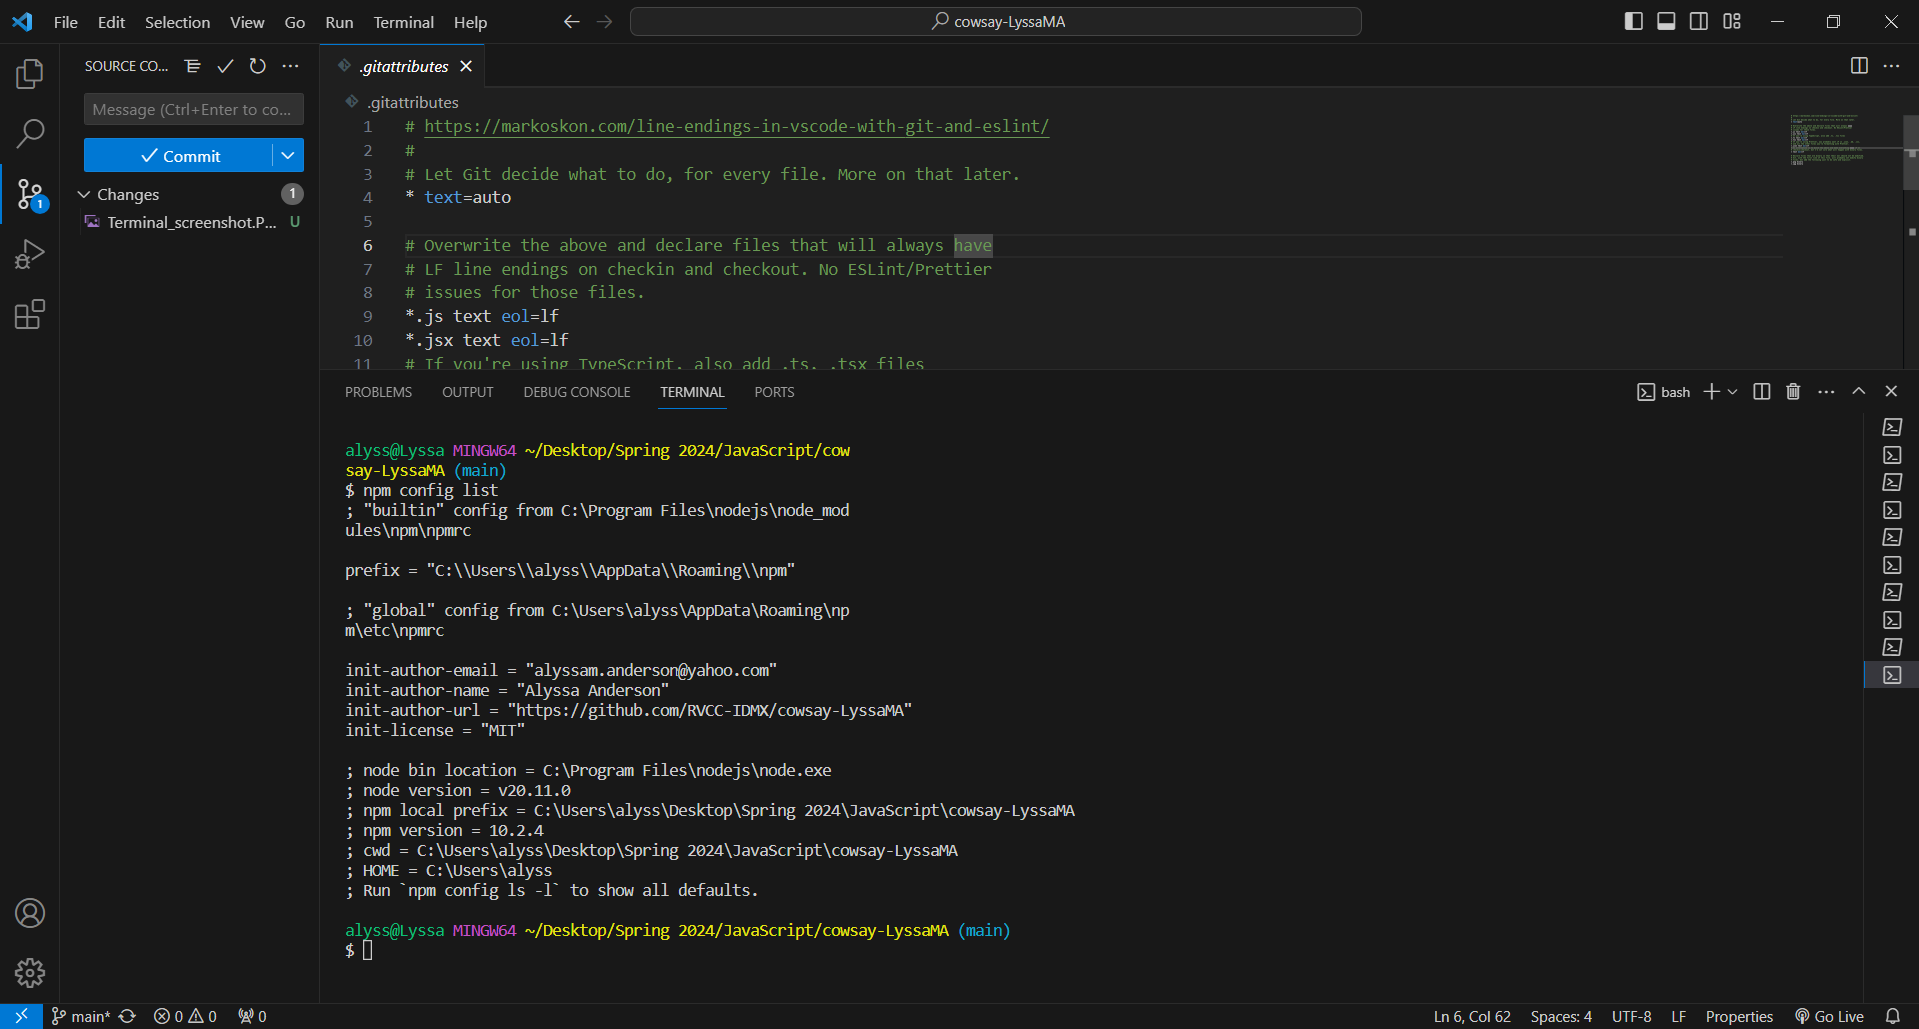 File Edit Selection View Go Run Terminal Help
cowsay-LyssaMA
SOURCE CO...
.gitattributes
Message (Ctrl+Enter to co...
Commit
Changes 1
Terminal_screenshot.P... U
1
.gitattributes
1 # https://markoskon.com/line-endings-in-vscode-with-git-and-eslint/
2 #
3 # Let Git decide what to do, for every file. More on that later.
4 * text=auto
5
6 # Overwrite the above and declare files that will always have
7 # LF line endings on checkin and checkout. No ESLint/Prettier
8 # issues for those files.
9 *.js text eol=lf
10 *.jsx text eol=lf
11 # If you're using TypeScript, also add .ts, .tsx files
PROBLEMS OUTPUT DEBUG CONSOLE TERMINAL PORTS
bash
alyss@Lyssa MINGW64 ~/Desktop/Spring 2024/JavaScript/cow
say-LyssaMA (main)
$ npm config list
; "builtin" config from C:\Program Files\nodejs\node_mod
ules\npm\npmrc
prefix = "C:\\Users\\alyss\\AppData\\Roaming\\npm"
; "global" config from C:\Users\alyss\AppData\Roaming\np
m\etc\npmrc
init-author-email = "alyssam.anderson@yahoo.com"
init-author-name = "Alyssa Anderson"
init-author-url = "https://github.com/RVCC-IDMX/cowsay-LyssaMA"
init-license = "MIT"
; node bin location = C:\Program Files\nodejs\node.exe
; node version = v20.11.0
; npm local prefix = C:\Users\alyss\Desktop\Spring 2024\JavaScript\cowsay-LyssaMA
; npm version = 10.2.4
; cwd = C:\Users\alyss\Desktop\Spring 2024\JavaScript\cowsay-LyssaMA
; HOME = C:\Users\alyss
; Run `npm config ls -l` to show all defaults.
alyss@Lyssa MINGW64 ~/Desktop/Spring 2024/JavaScript/cowsay-LyssaMA (main)
$
main* 0 0 0
Ln 6, Col 62 Spaces: 4 UTF-8 LF Properties Go Live